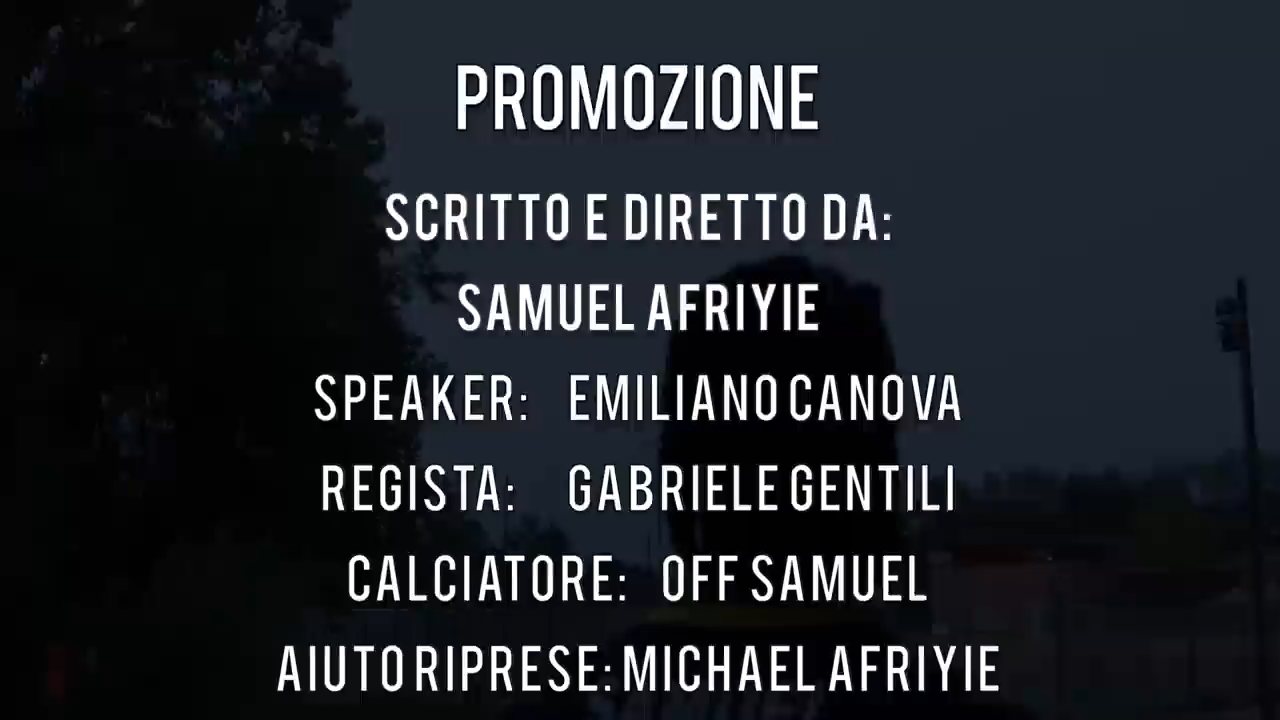 PROMOZIONE
SCRITTO E DIRETTO DA:
SAMUEL AFRIYIE
SPEAKER: EMILIANO CANOVA
REGISTA: GABRIELE GENTILI
CALCIATORE: OFF SAMUEL
AIUTO RIPRESE: MICHAEL AFRIYIE